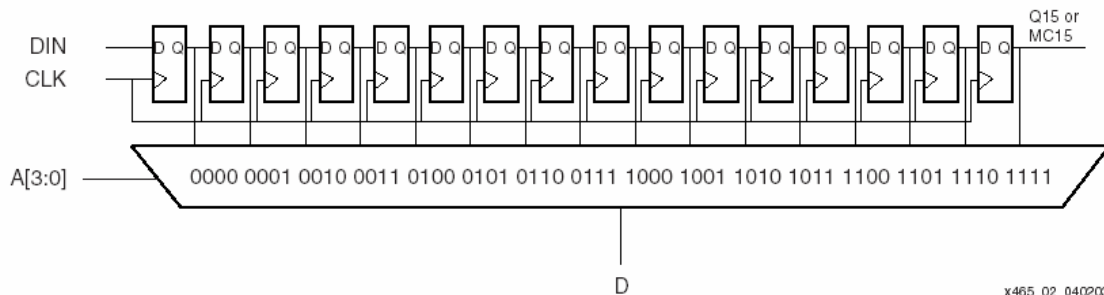 Q15 or
MC15
DIN
D Q D Q D Q D Q D Q D Q D Q D Q D Q D Q D Q D Q D Q D Q D Q D Q
CLK
A[3:0]
0000 0001 0010 0011 0100 0101 0110 0111 1000 1001 1010 1011 1100 1101 1110 1111
D